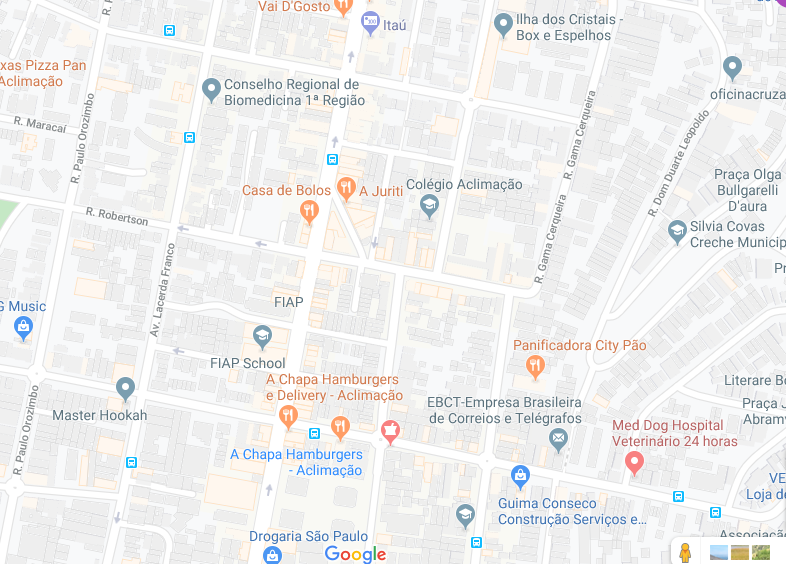 Vai D'Gosto
Itaú
Ilha dos Cristais -
Box e Espelhos
xas Pizza Pan
Aclimação
Conselho Regional de
Biomedicina 1ª Região
oficinacruza
R. Maracaí
R. Paulo Orozimbo
R. Gama Cerqueira
R. Dom Duarte Leopoldo
Casa de Bolos
A Juriti
Colégio Aclimação
Praça Olga
Bullgarelli
D'aura
R. Robertson
Silvia Covas
Creche Municip
R. Gama Cerqueira
Av. Lacerda Franco
P
G Music
FIAP
FIAP School
Panificadora City Pão
A Chapa Hamburgers
e Delivery - Aclimação
Literare Bo
Master Hookah
EBCT-Empresa Brasileira
de Correios e Telégrafos
Praça J
Abramv
R. Paulo Orozimbo
Med Dog Hospital
Veterinário 24 horas
A Chapa Hamburgers
- Aclimação
VE
Loja de
Guima Conseco
Construção Serviços e...
Drogaria São Paulo
Associação
Google